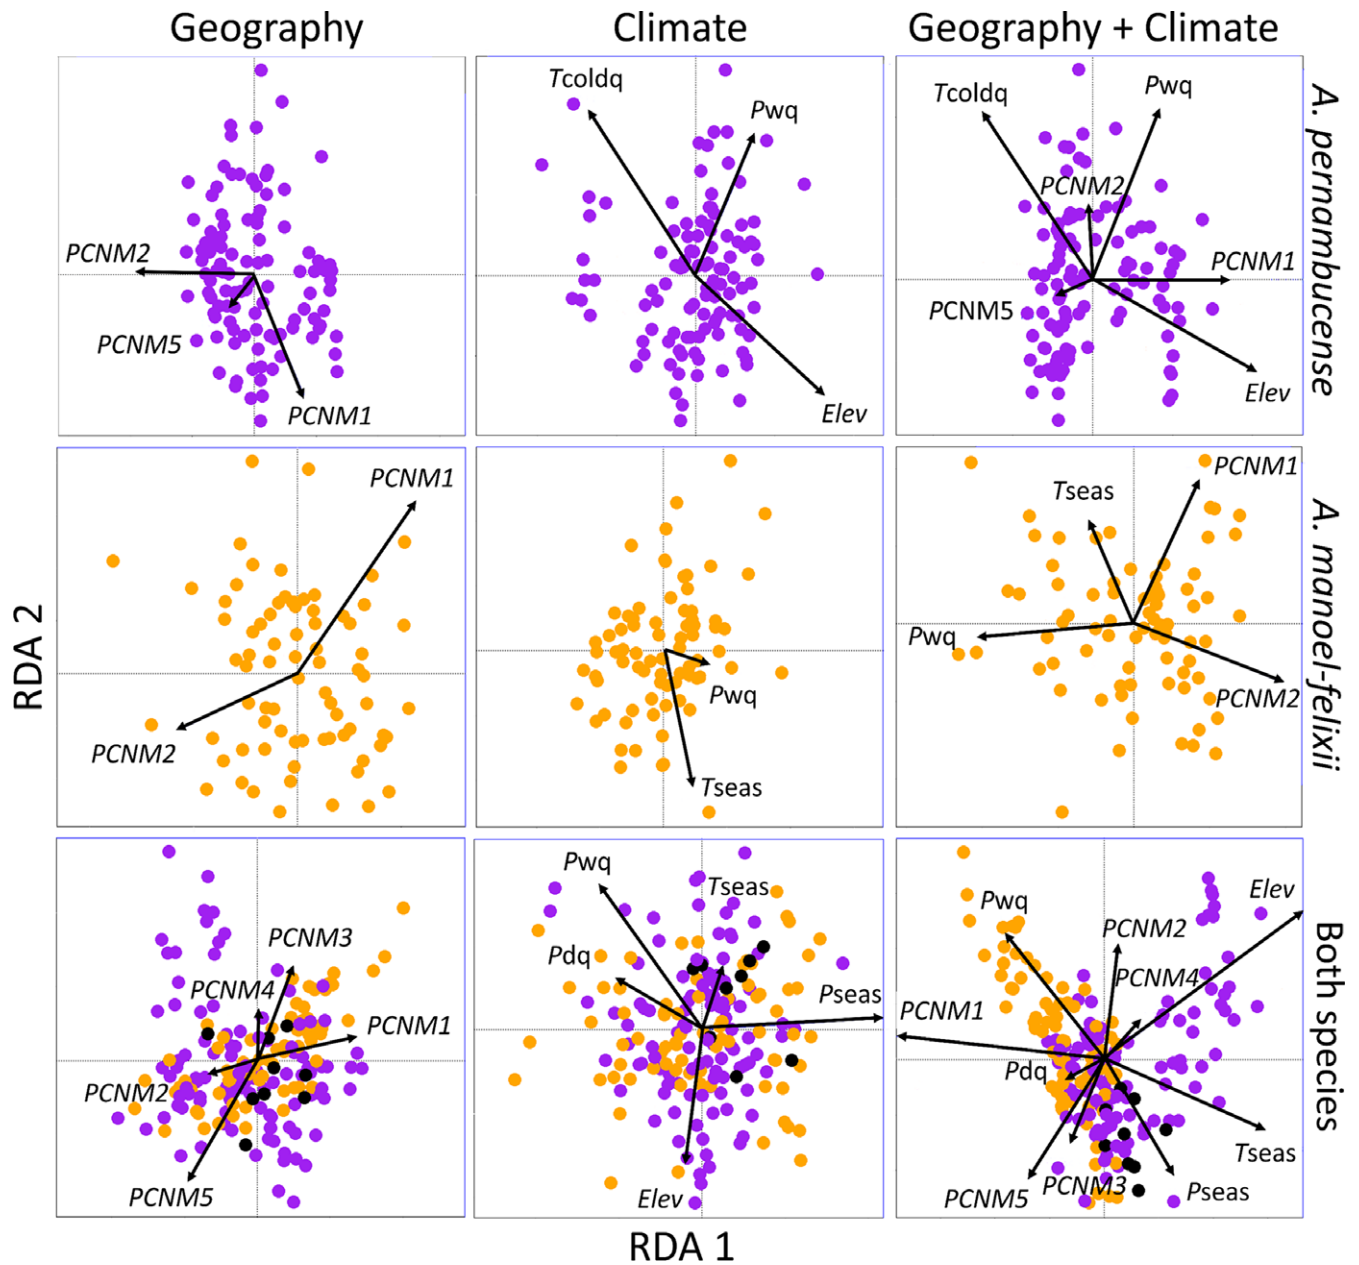 Geography
Climate
Geography + Climate
PCNM2
PCNM5
PCNM1
Tcoldq
Pwq
Elev
Tcoldq
Pwq
PCNM2
PCNM1
PCNM5
Elev
A. pernambucense
PCNM1
PCNM2
Pwq
Tseas
PCNM1
Tseas
Pwq
PCNM2
A. manoel-felixii
RDA 2
PCNM3
PCNM4
PCNM1
PCNM2
PCNM5
Pwq
Tseas
Pdq
Pseas
Elev
Elev
Pwq
PCNM2
PCNM4
PCNM1
Pdq
Tseas
PCNM5
PCNM3
Pseas
Both species
RDA 1